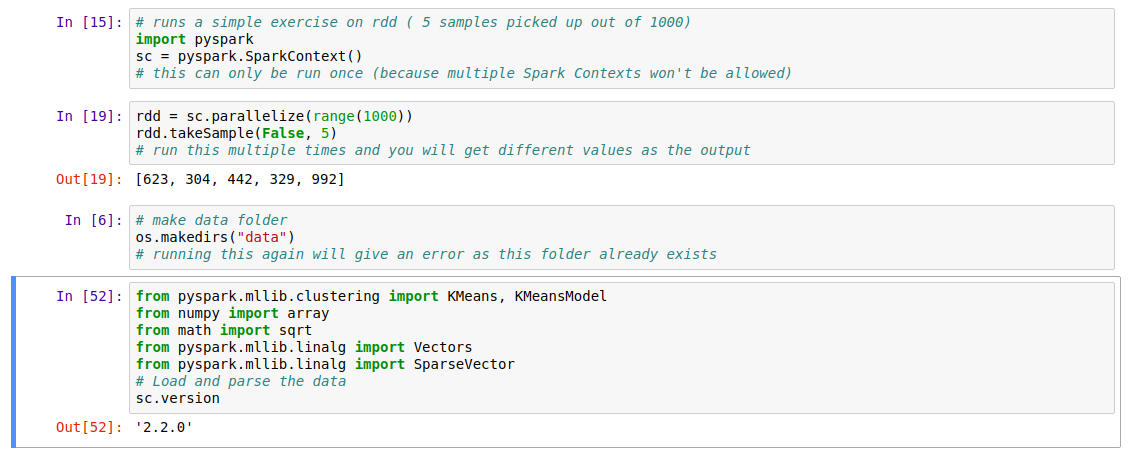 In [15]: # runs a simple exercise on rdd ( 5 samples picked up out of 1000)
import pyspark
sc = pyspark.SparkContext()
# this can only be run once (because multiple Spark Contexts won't be allowed)
In [19]: rdd = sc.parallelize(range(1000))
rdd.takeSample(False, 5)
# run this multiple times and you will get different values as the output
Out[19]: [623, 304, 442, 329, 992]
In [6]: # make data folder
os.makedirs("data")
# running this again will give an error as this folder already exists
In [52]: from pyspark.mllib.clustering import KMeans, KMeansModel
from numpy import array
from math import sqrt
from pyspark.mllib.linalg import Vectors
from pyspark.mllib.linalg import SparseVector
# Load and parse the data
sc.version
Out[52]: '2.2.0'